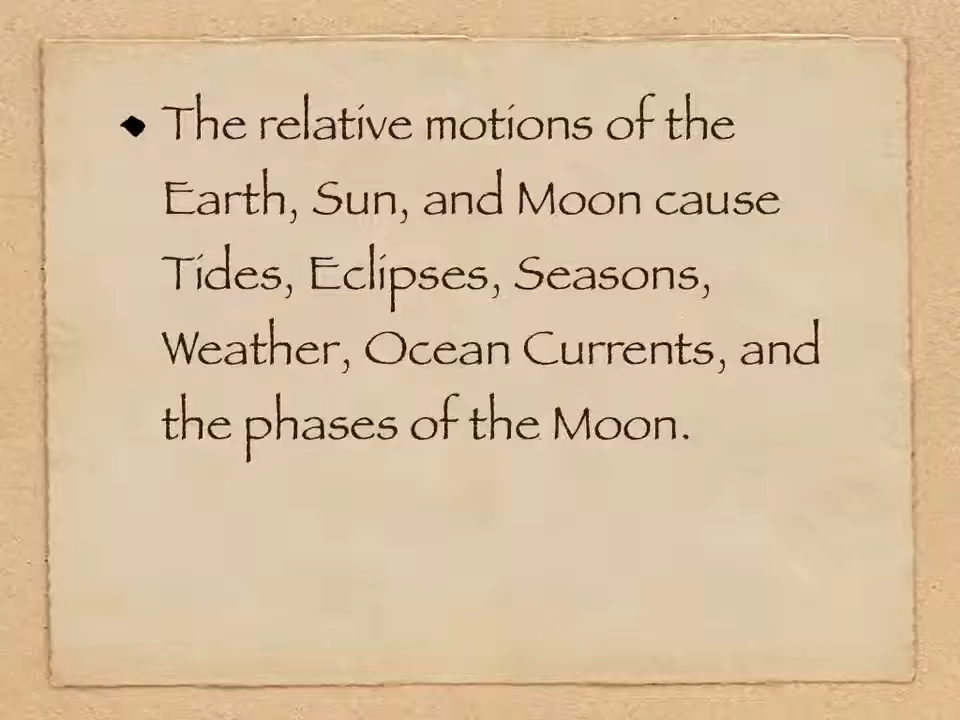 The relative motions of the
Earth, Sun, and Moon cause
Tides, Eclipses, Seasons,
Weather, Ocean Currents, and
the phases of the Moon.